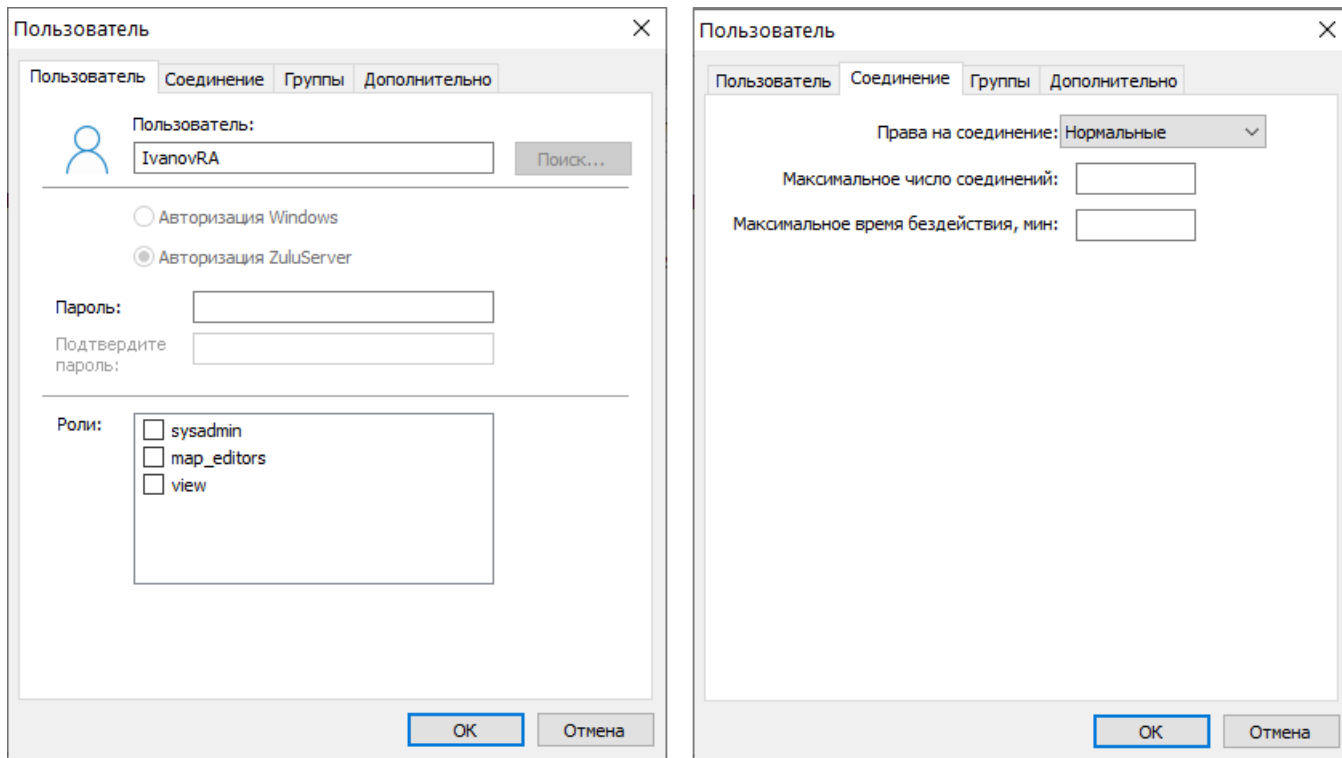 Пользователь
Пользователь Соединение Группы Дополнительно
Пользователь:
IvanovRA
Поиск...
Авторизация Windows
Авторизация ZuluServer
Пароль:
Подтвердите
пароль:
Роли:
sysadmin
map_editors
view
OK Отмена
Пользователь
Пользователь Соединение Группы Дополнительно
Права на соединение: Нормальные
Максимальное число соединений:
Максимальное время бездействия, мин:
OK Отмена